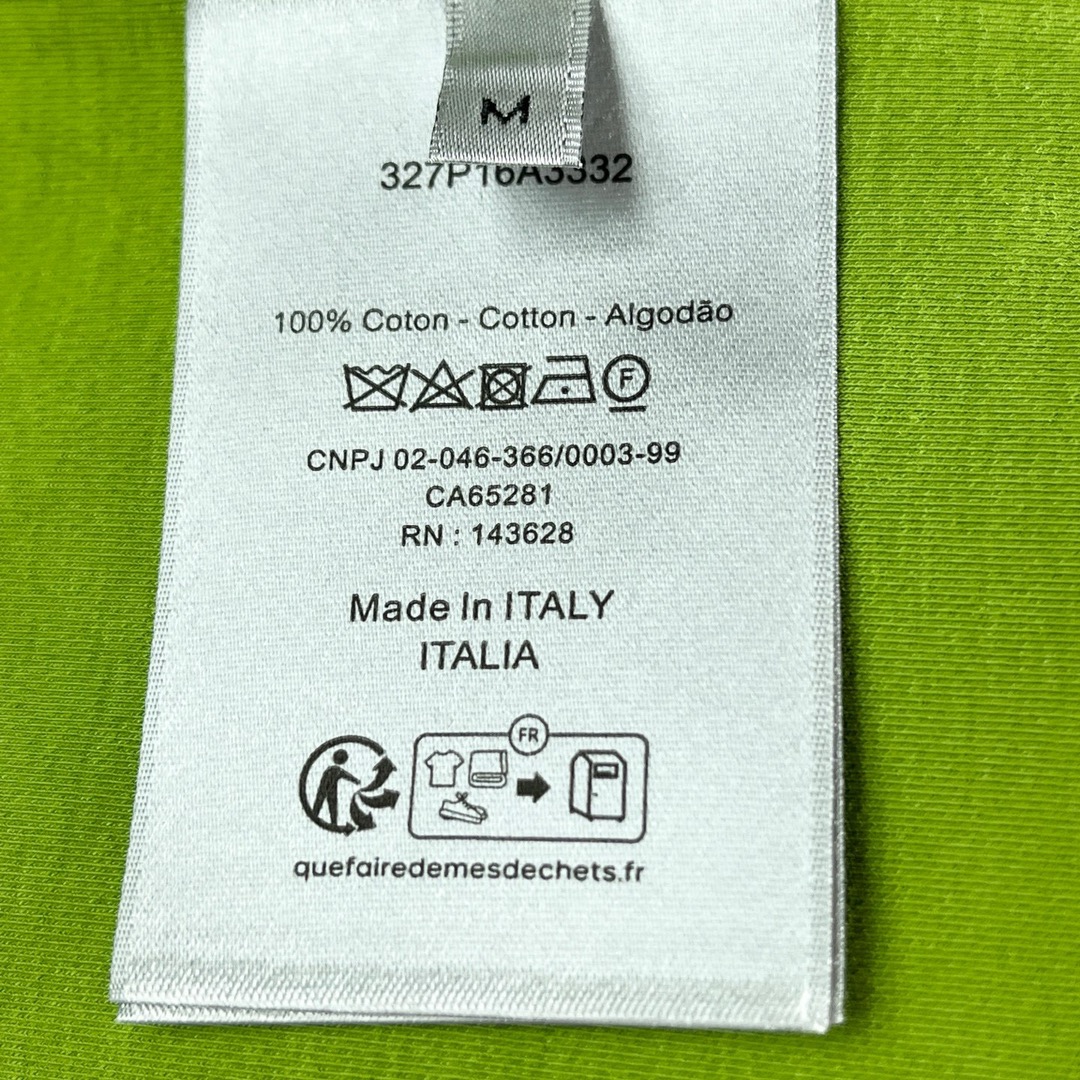 M
327P16A3332
100% Coton - Cotton - Algodão
F
CNPJ 02-046-366/0003-99
CA65281
RN : 143628
Made In ITALY
ITALIA
FR
quefairedemesdechets.fr